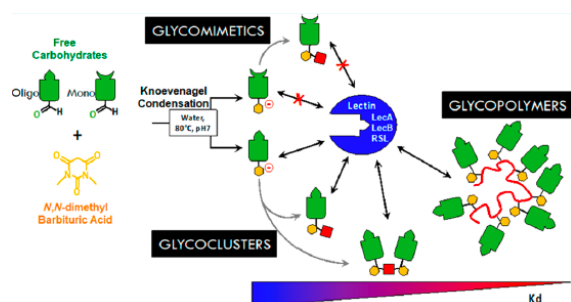 GLYCOMIMETICS
Free
Carbohydrates
Oligo
Mono
O
H
O
H
+
O
O
N
N
O
N,N-dimethyl
Barbituric Acid
Knoevenagel
Condensation
Water,
80°C, pH7
Lectin
LecA
LecB
RSL
GLYCOPOLYMERS
GLYCOCLUSTERS
Kd